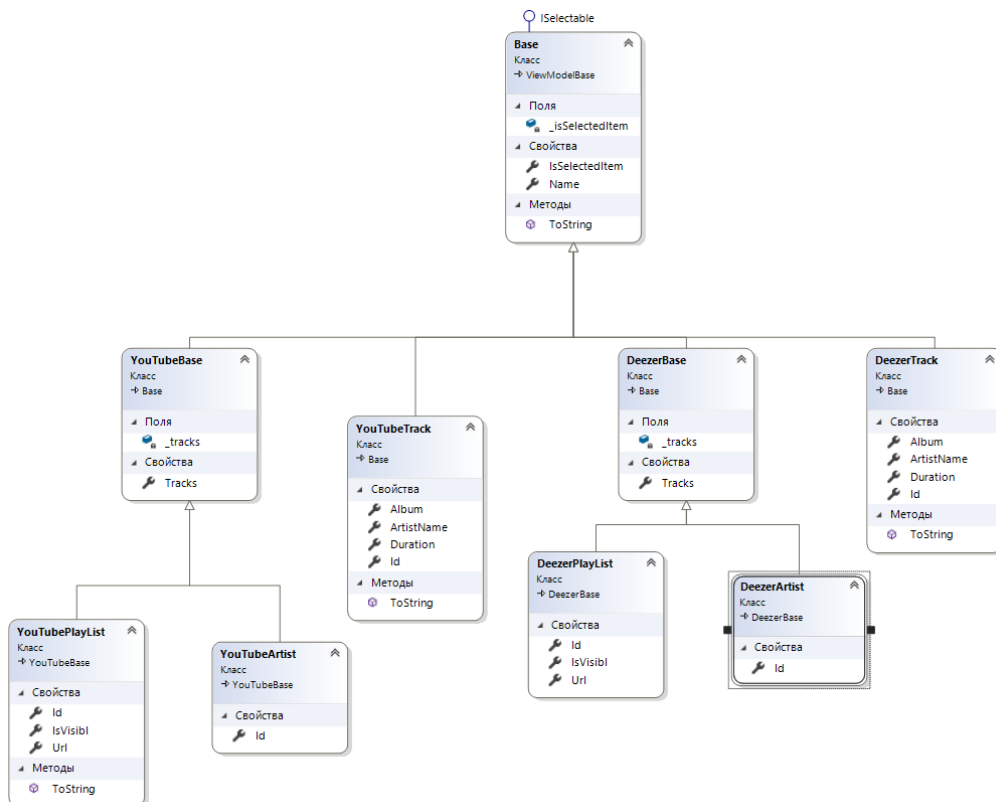 ISelectable
Base
Класс
ViewModelBase
Поля
_isSelectedItem
Свойства
IsSelectedItem
Name
Методы
ToString
YouTubeBase
Класс
Base
Поля
_tracks
Свойства
Tracks
YouTubeTrack
Класс
Base
Свойства
Album
ArtistName
Duration
Id
Методы
ToString
DeezerBase
Класс
Base
Поля
_tracks
Свойства
Tracks
DeezerTrack
Класс
Base
Свойства
Album
ArtistName
Duration
Id
Методы
ToString
YouTubePlayList
Класс
YouTubeBase
Свойства
Id
IsVisibl
Url
Методы
ToString
YouTubeArtist
Класс
YouTubeBase
Свойства
Id
DeezerPlayList
Класс
DeezerBase
Свойства
Id
IsVisibl
Url
DeezerArtist
Класс
DeezerBase
Свойства
Id